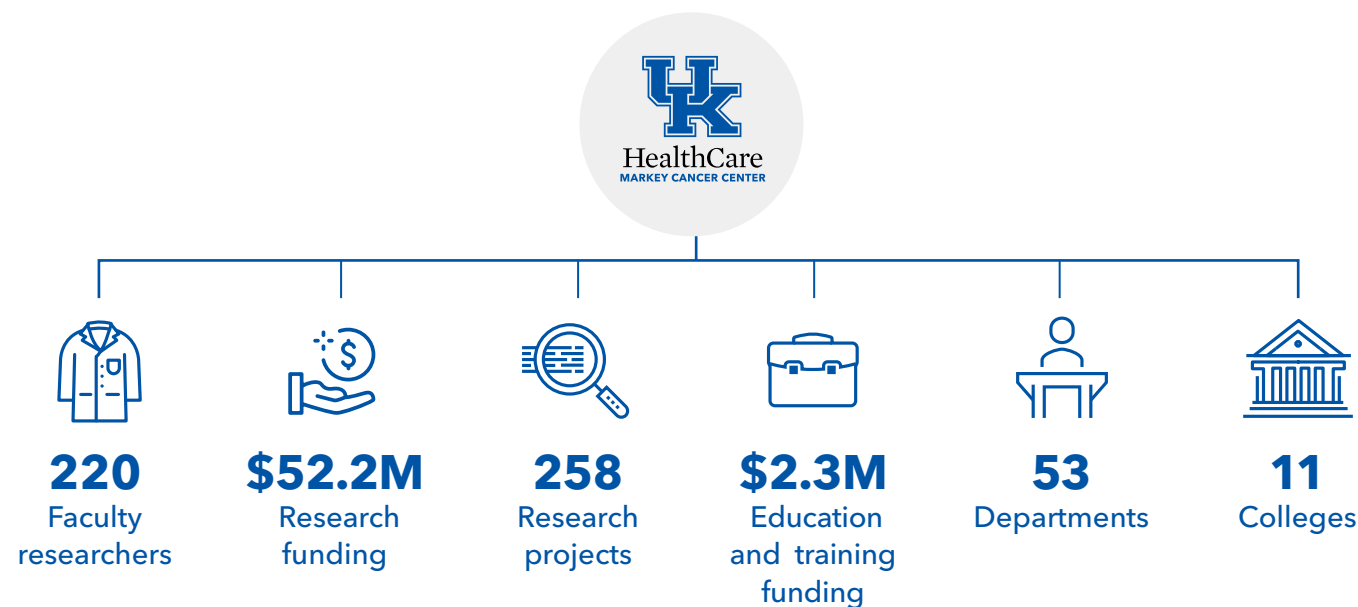 UK
HealthCare
MARKEY CANCER CENTER
220
Faculty
researchers
$52.2M
Research
funding
258
Research
projects
$2.3M
Education
and training
funding
53
Departments
11
Colleges